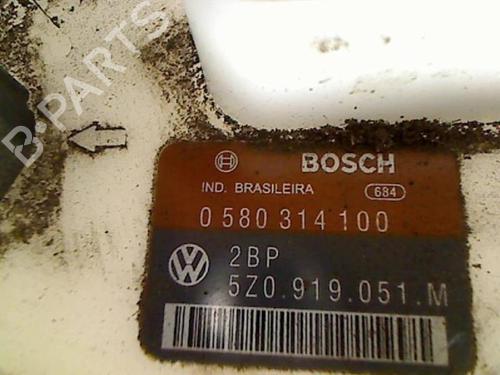 B-PARTS
BOSCH
IND. BRASILEIRA
684
0 580 314 100
2BP
5Z0.919.051.M